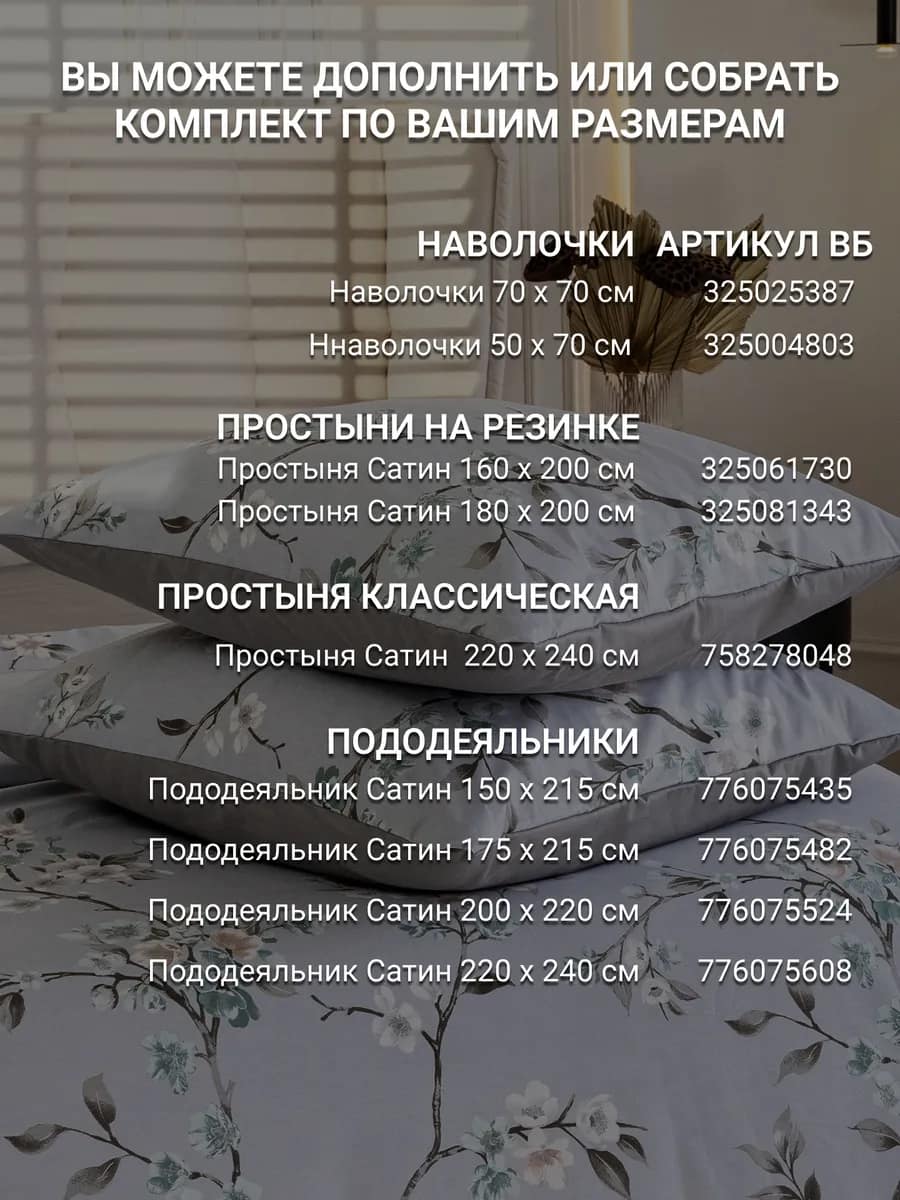 ВЫ МОЖЕТЕ ДОПОЛНИТЬ ИЛИ СОБРАТЬ
КОМПЛЕКТ ПО ВАШИМ РАЗМЕРАМ
НАВОЛОЧКИ АРТИКУЛ ВБ
Наволочки 70 х 70 см 325025387
Ннаволочки 50 х 70 см 325004803
ПРОСТЫНИ НА РЕЗИНКЕ
Простыня Сатин 160 х 200 см 325061730
Простыня Сатин 180 х 200 см 325081343
ПРОСТЫНЯ КЛАССИЧЕСКАЯ
Простыня Сатин 220 х 240 см 758278048
ПОДОДЕЯЛЬНИКИ
Пододеяльник Сатин 150 х 215 см 776075435
Пододеяльник Сатин 175 х 215 см 776075482
Пододеяльник Сатин 200 х 220 см 776075524
Пододеяльник Сатин 220 х 240 см 776075608